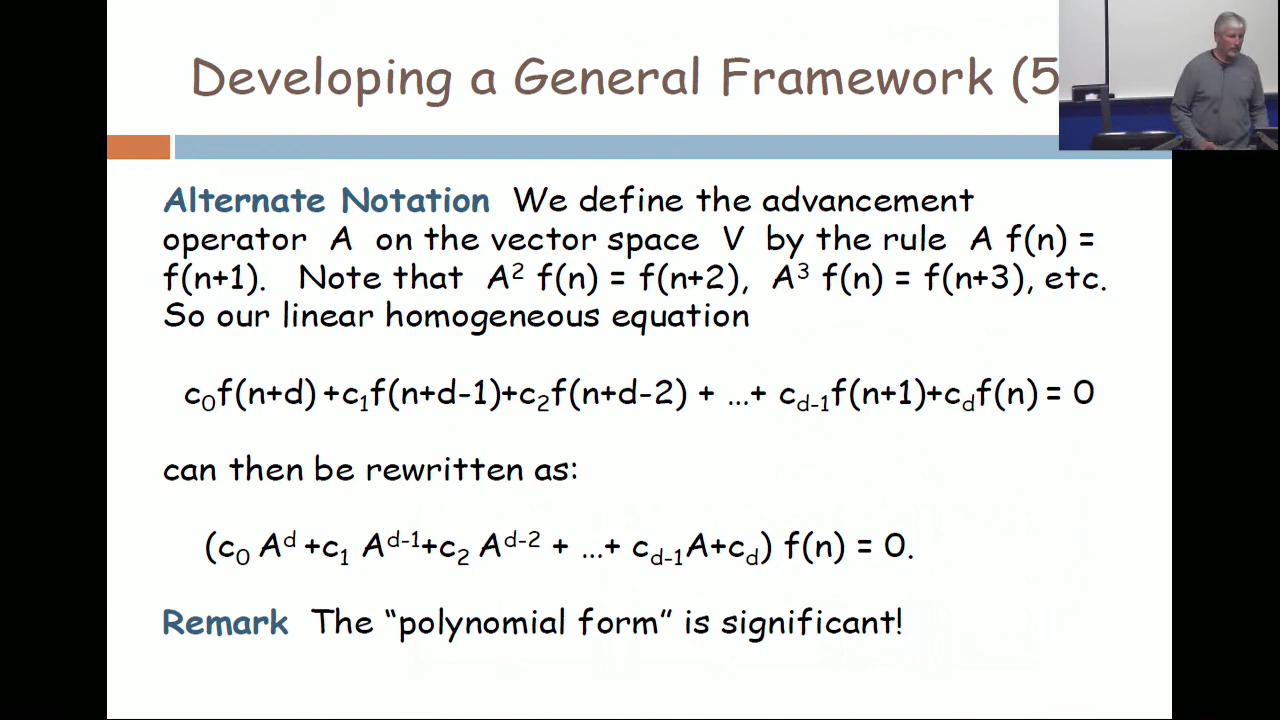 Developing a General Framework (5
Alternate Notation We define the advancement
operator A on the vector space V by the rule A f(n) =
f(n+1). Note that A² f(n) = f(n+2), A³ f(n) = f(n+3), etc.
So our linear homogeneous equation
c₀f(n+d) +c₁f(n+d-1)+c₂f(n+d-2) + ...+ c_{d-1}f(n+1)+c_df(n) = 0
can then be rewritten as:
(c₀ A^d +c₁ A^{d-1}+c₂ A^{d-2} + ...+ c_{d-1}A+c_d) f(n) = 0.
Remark The “polynomial form” is significant!